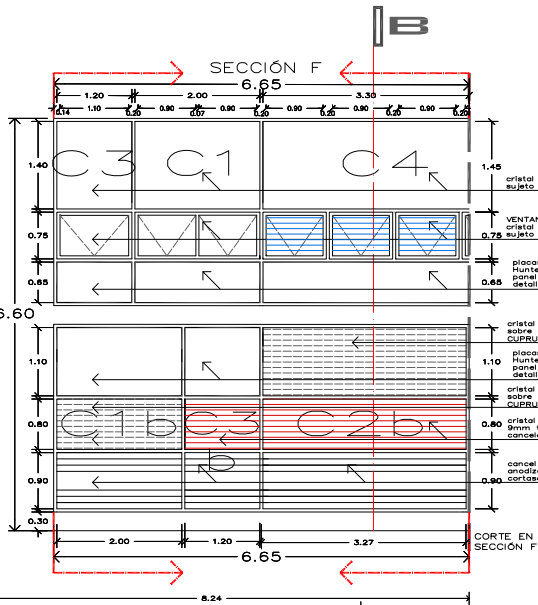 B
SECCIÓN F
6.65
1.20 2.00 3.30
0.14 1.10 0.20 0.90 0.07 0.90 0.20 0.90 0.20 0.90 0.20 0.90 0.20
1.40 C3 C1 C4 1.45
cristal
sujeto
0.75 0.75
VENTAN
cristal
sujeto
0.65 0.65
placas
Hunte
panel
detall
6.60
cristal
sobre
CUPRU
1.10 1.10
placas
Hunte
panel
detall
cristal
sobre
CUPRU
0.80 C1b C3 b C2b 0.80
cristal
9mm
cancel
0.90 0.90
cancel
anodiz
cortas
0.30
2.00 1.20 3.27
6.65
CORTE EN
SECCIÓN F
8.24